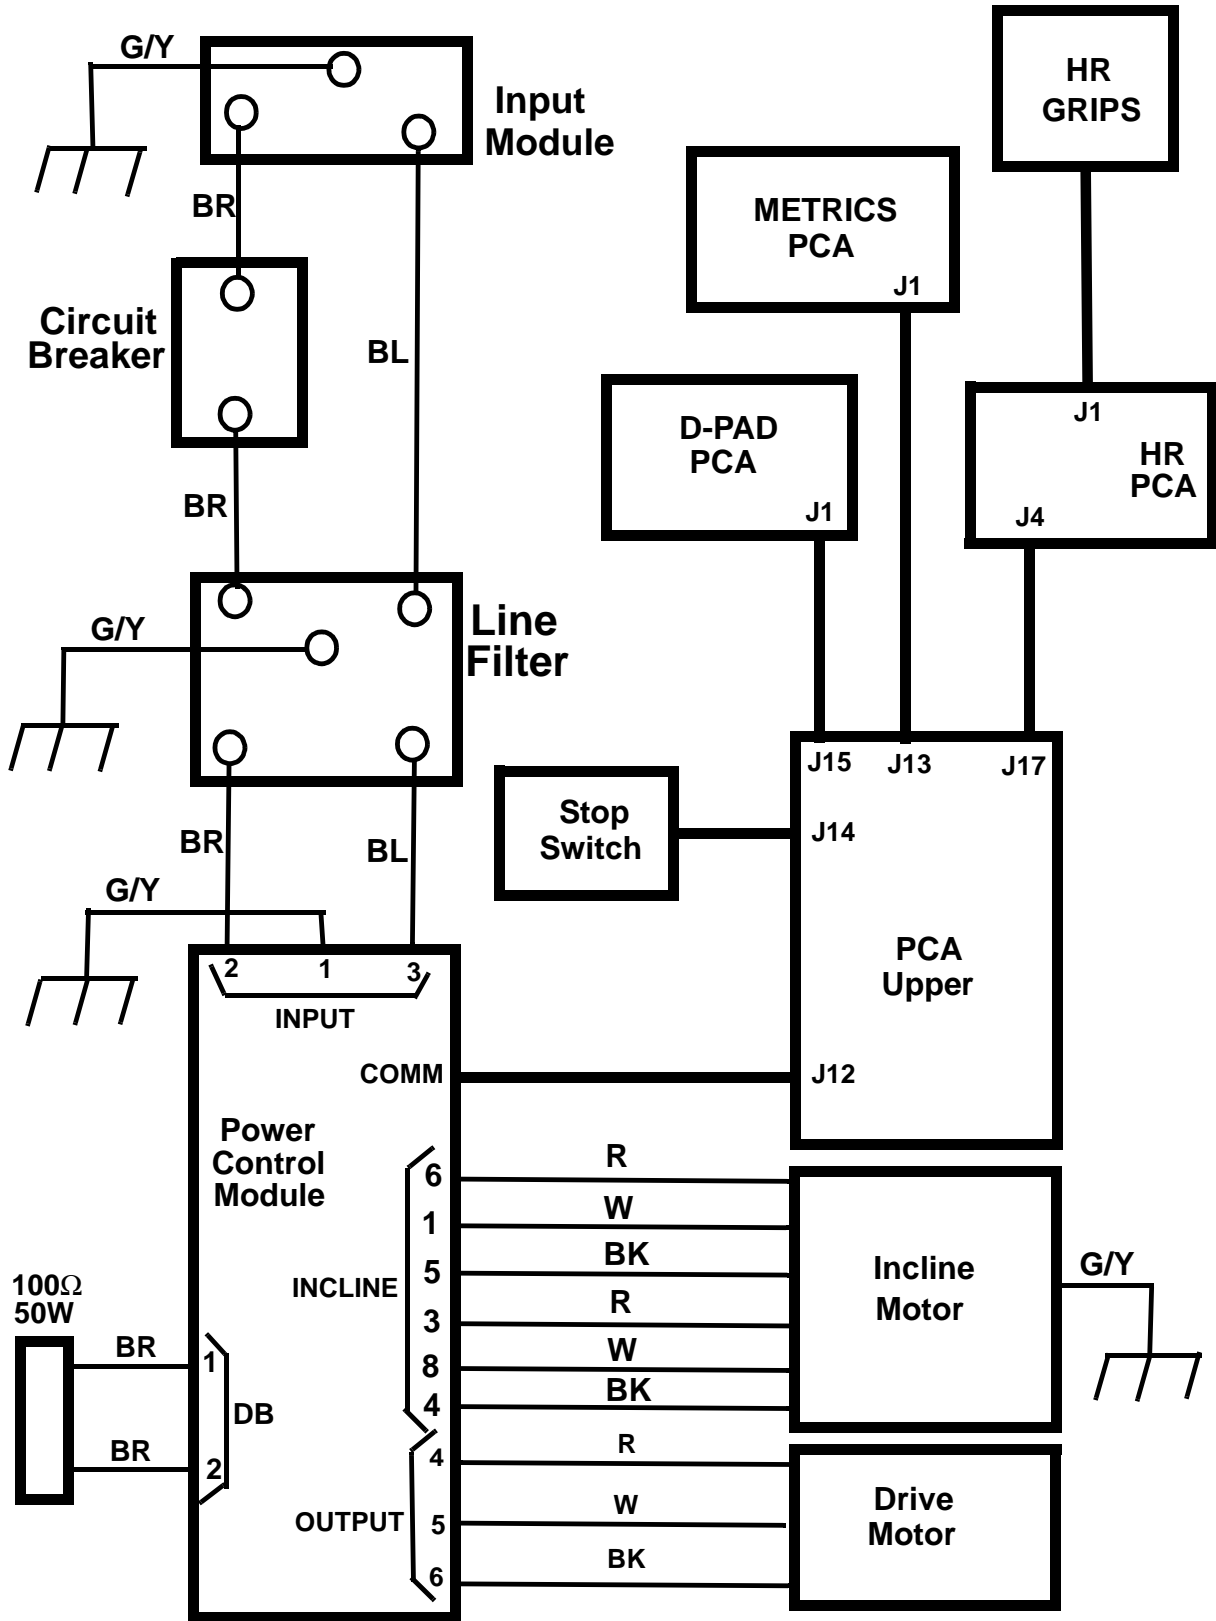 G/Y
Input
Module
HR
GRIPS
BR
METRICS
PCA
J1
Circuit
Breaker
BL
D-PAD
PCA
J1
J1
HR
PCA
J4
BR
G/Y
Line
Filter
J15
J13
J17
Stop
Switch
J14
BR
BL
G/Y
PCA
Upper
2
1
3
INPUT
COMM
J12
Power
Control
Module
INCLINE
6
R
1
W
5
BK
3
R
8
W
4
BK
Incline
Motor
G/Y
100Ω
50W
BR
1
DB
BR
2
OUTPUT
4
R
5
W
6
BK
Drive
Motor